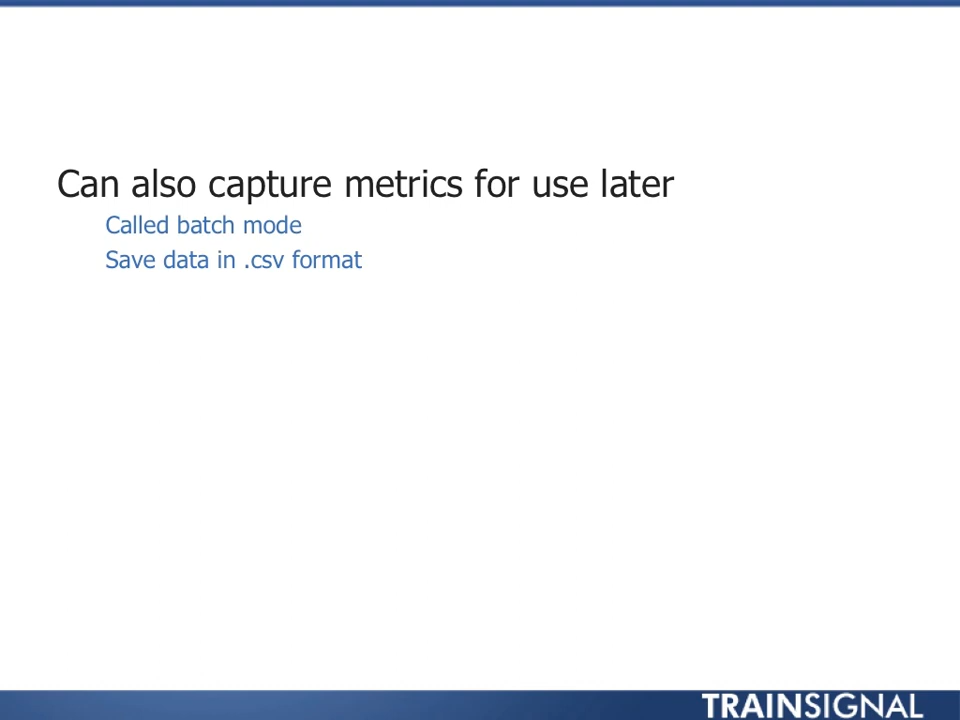 Can also capture metrics for use later
Called batch mode
Save data in .csv format
TRAINSIGNAL